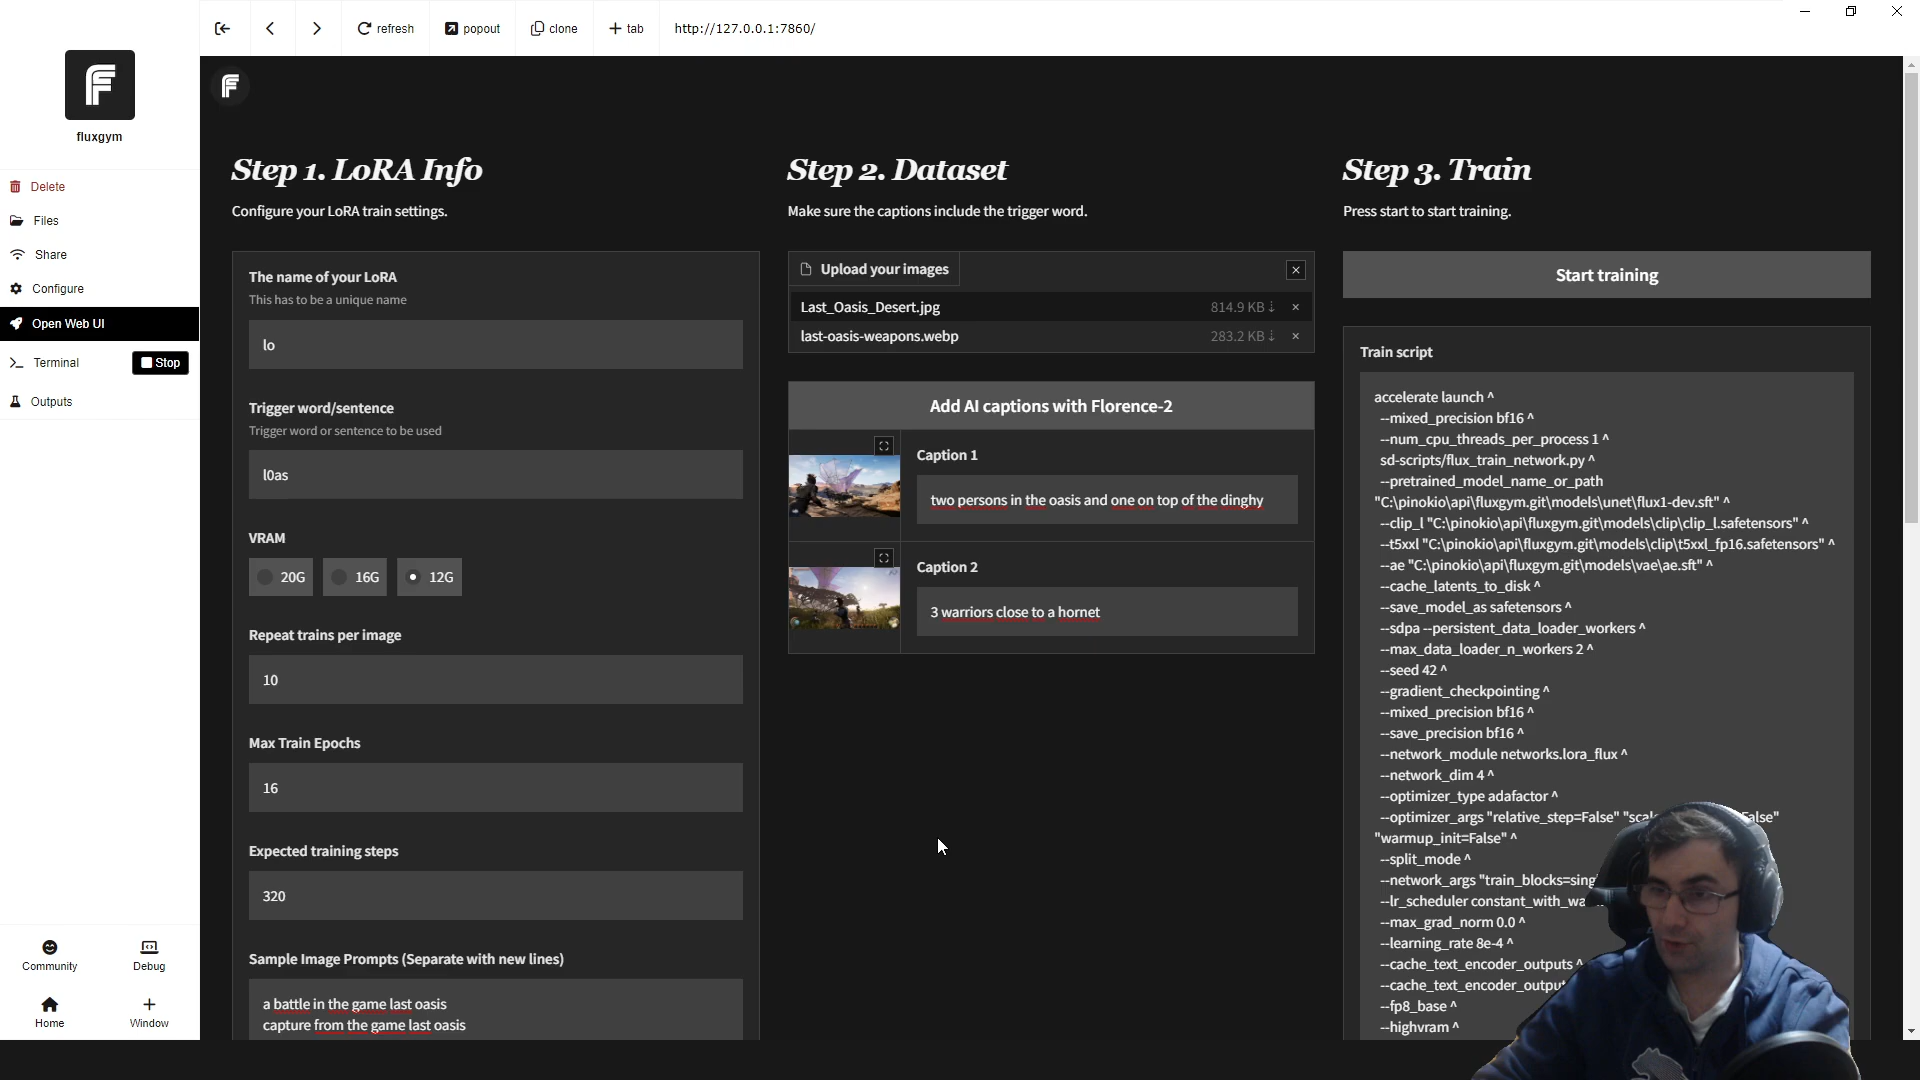 refresh
popout
clone
tab
http://127.0.0.1:7860/
fluxgym
Delete
Files
Share
Configure
Open Web UI
Terminal
Stop
Outputs
Community
Debug
Home
Window
Step 1. LoRA Info
Configure your LoRA train settings.
The name of your LoRA
This has to be a unique name
lo
Trigger word/sentence
Trigger word or sentence to be used
l0as
VRAM
20G
16G
12G
Repeat trains per image
10
Max Train Epochs
16
Expected training steps
320
Sample Image Prompts (Separate with new lines)
a battle in the game last oasis
capture from the game last oasis
Step 2. Dataset
Make sure the captions include the trigger word.
Upload your images
Last_Oasis_Desert.jpg 814.9 KB ↓
last-oasis-weapons.webp 283.2 KB ↓
Add AI captions with Florence-2
Caption 1
two persons in the oasis and one on top of the dinghy
Caption 2
3 warriors close to a hornet
Step 3. Train
Press start to start training.
Start training
Train script
accelerate launch ^
--mixed_precision bf16 ^
--num_cpu_threads_per_process 1 ^
sd-scripts/flux_train_network.py ^
--pretrained_model_name_or_path
"C:\pinokio\api\fluxgym.git\models\unet\flux1-dev.sft" ^
--clip_l "C:\pinokio\api\fluxgym.git\models\clip\clip_l.safetensors" ^
--t5xxl "C:\pinokio\api\fluxgym.git\models\clip\t5xxl_fp16.safetensors" ^
--ae "C:\pinokio\api\fluxgym.git\models\vae\ae.sft" ^
--cache_latents_to_disk ^
--save_model_as safetensors ^
--sdpa --persistent_data_loader_workers ^
--max_data_loader_n_workers 2 ^
--seed 42 ^
--gradient_checkpointing ^
--mixed_precision bf16 ^
--save_precision bf16 ^
--network_module networks.lora_flux ^
--network_dim 4 ^
--optimizer_type adafactor ^
--optimizer_args "relative_step=False"
"warmup_init=False" ^
--split_mode ^
--network_args
--lr_scheduler
--max_grad_norm 0.0 ^
--learning_rate 8e-4 ^
--cache_text_encoder_outputs ^
--fp8_base ^
--highvram ^